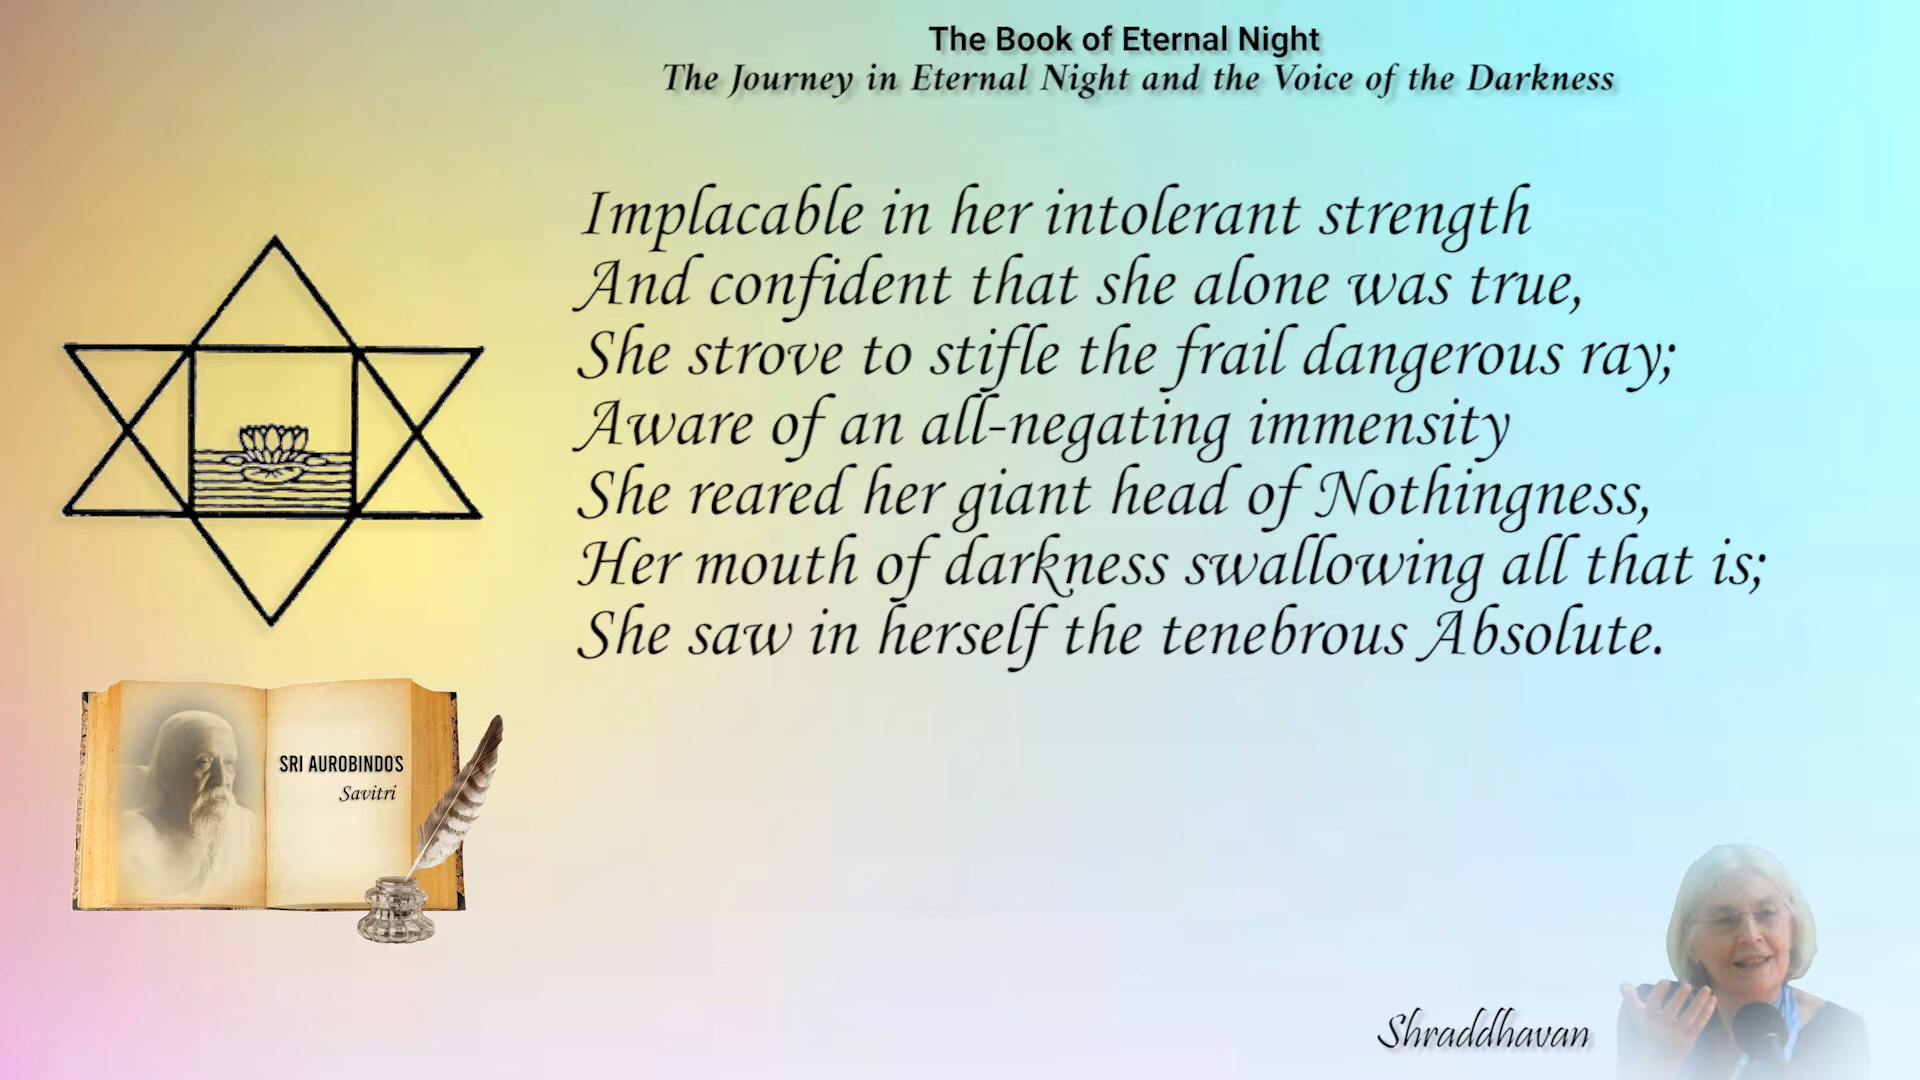 The Book of Eternal Night
The Journey in Eternal Night and the Voice of the Darkness
Implacable in her intolerant strength
And confident that she alone was true,
She strove to stifle the frail dangerous ray;
Aware of an all-negating immensity
She reared her giant head of Nothingness,
Her mouth of darkness swallowing all that is;
She saw in herself the tenebrous Absolute.
SRI AUROBINDO'S
Savitri
Shraddhavan